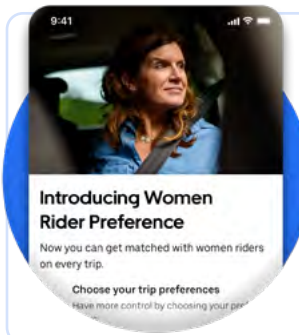 9:41
Introducing Women
Rider Preference
Now you can get matched with women riders
on every trip.
Choose your trip preferences
Have more control by choosing your